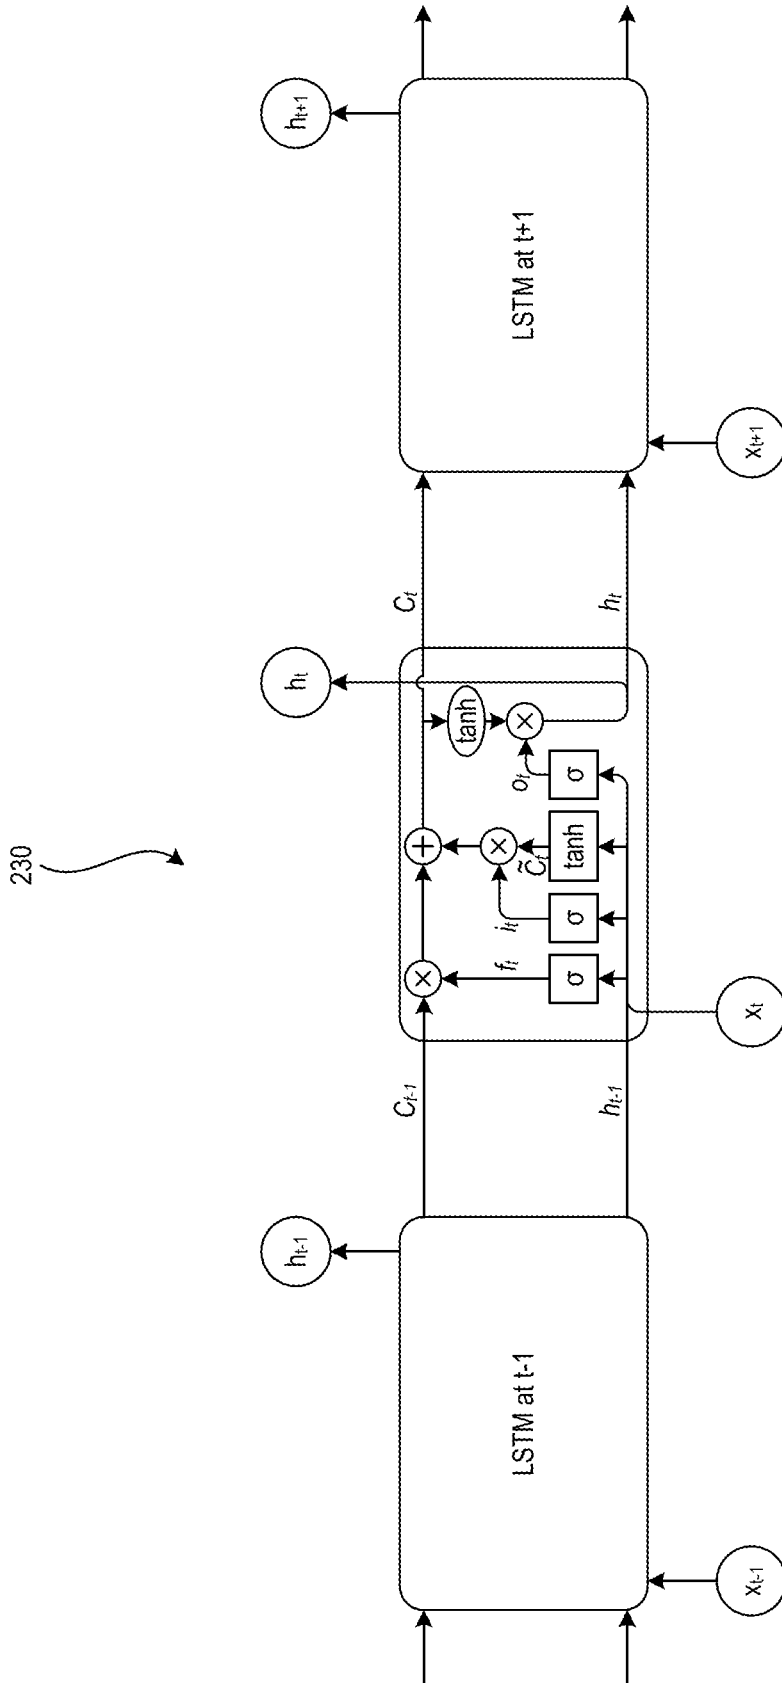 230
h_{t-1}
h_t
h_{t+1}
C_{t-1}
C_t
tanh
f_t
i_t
C̃_t
o_t
σ
σ
tanh
σ
LSTM at t-1
LSTM at t+1
h_{t-1}
h_t
x_{t-1}
x_t
x_{t+1}
×
+
×
×